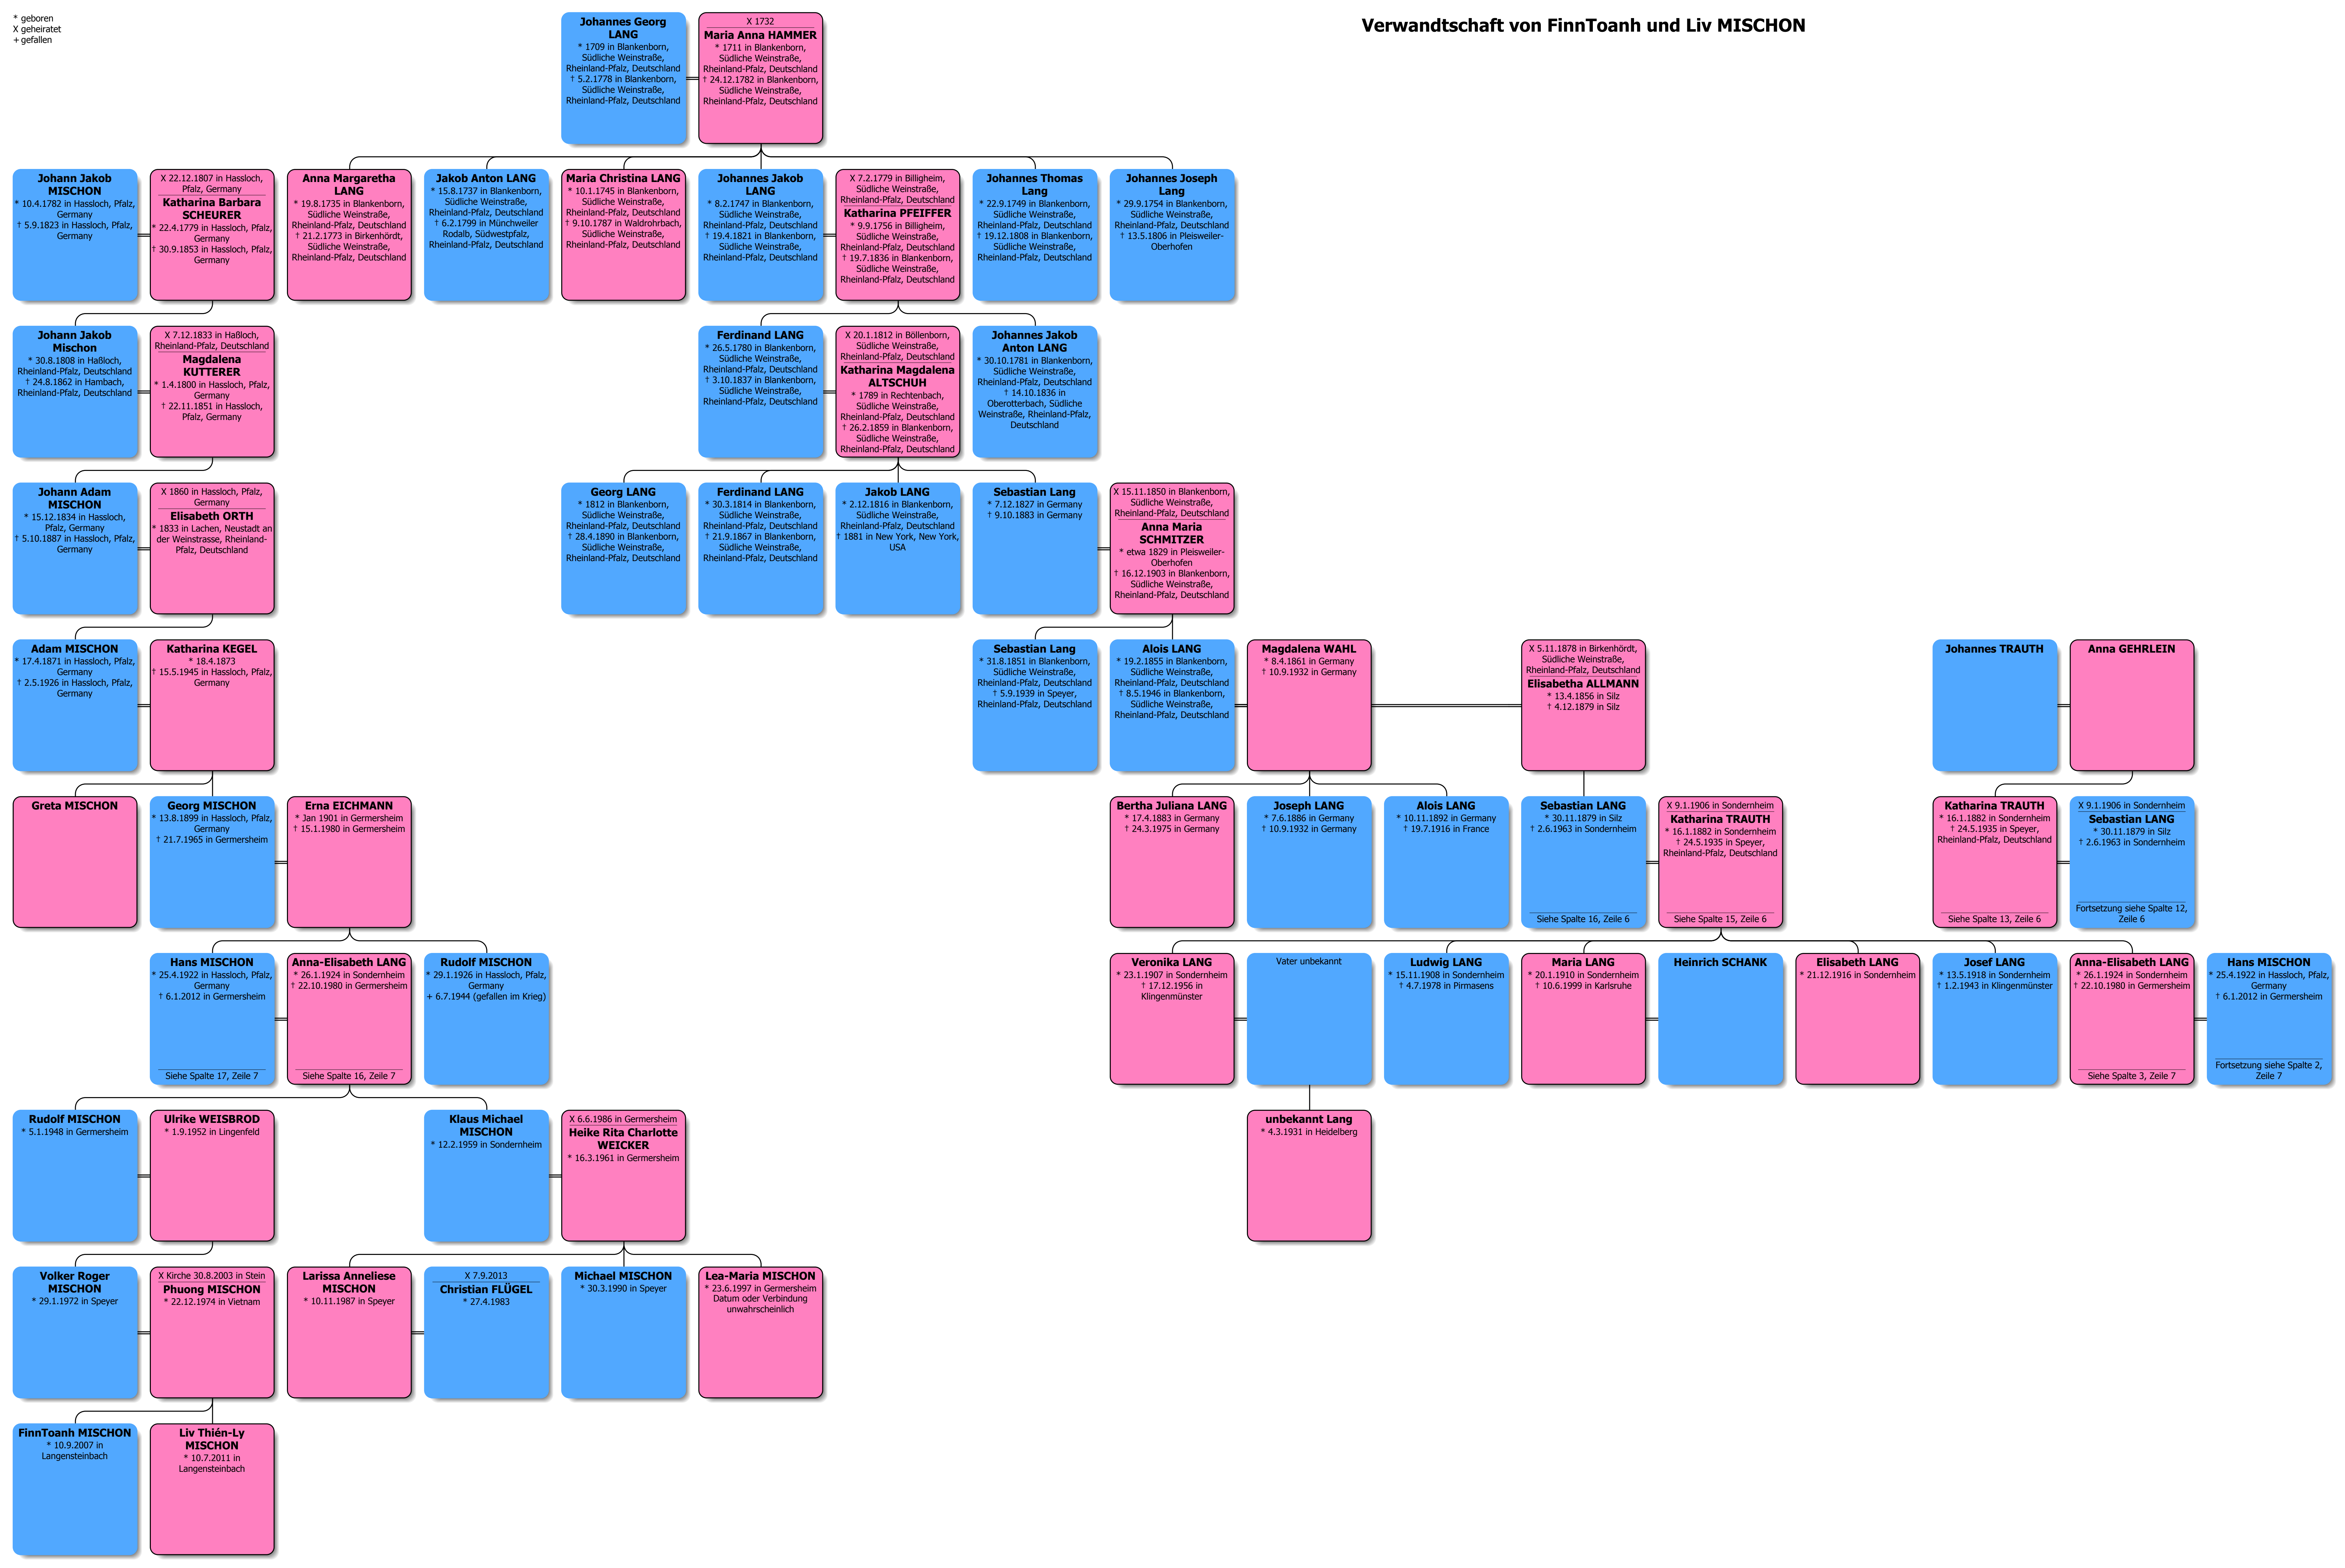 * geboren
X geheiratet
+ gefallen
Verwandtschaft von FinnToanh und Liv MISCHON
Johannes Georg
LANG
* 1709 in Blankenborn,
Südliche Weinstraße,
Rheinland-Pfalz, Deutschland
† 5.2.1778 in Blankenborn,
Südliche Weinstraße,
Rheinland-Pfalz, Deutschland
X 1732
Maria Anna HAMMER
* 1711 in Blankenborn,
Südliche Weinstraße,
Rheinland-Pfalz, Deutschland
† 24.12.1782 in Blankenborn,
Südliche Weinstraße,
Rheinland-Pfalz, Deutschland
Johann Jakob
MISCHON
* 10.4.1782 in Hassloch, Pfalz,
Germany
† 5.9.1823 in Hassloch, Pfalz,
Germany
X 22.12.1807 in Hassloch,
Pfalz, Germany
Katharina Barbara
SCHEURER
* 22.4.1779 in Hassloch, Pfalz,
Germany
† 30.9.1853 in Hassloch, Pfalz,
Germany
Anna Margaretha
LANG
* 19.8.1735 in Blankenborn,
Südliche Weinstraße,
Rheinland-Pfalz, Deutschland
† 21.2.1773 in Birkenhördt,
Südliche Weinstraße,
Rheinland-Pfalz, Deutschland
Jakob Anton LANG
* 15.8.1737 in Blankenborn,
Südliche Weinstraße,
Rheinland-Pfalz, Deutschland
† 6.2.1799 in Münchweiler
Rodalb, Südwestpfalz,
Rheinland-Pfalz, Deutschland
Maria Christina LANG
* 10.1.1745 in Blankenborn,
Südliche Weinstraße,
Rheinland-Pfalz, Deutschland
† 9.10.1787 in Waldrohrbach,
Südliche Weinstraße,
Rheinland-Pfalz, Deutschland
Johannes Jakob
LANG
* 8.2.1747 in Blankenborn,
Südliche Weinstraße,
Rheinland-Pfalz, Deutschland
† 19.4.1821 in Blankenborn,
Südliche Weinstraße,
Rheinland-Pfalz, Deutschland
X 7.2.1779 in Billigheim,
Südliche Weinstraße,
Rheinland-Pfalz, Deutschland
Katharina PFEIFFER
* 9.9.1756 in Billigheim,
Südliche Weinstraße,
Rheinland-Pfalz, Deutschland
† 19.7.1836 in Blankenborn,
Südliche Weinstraße,
Rheinland-Pfalz, Deutschland
Johannes Thomas
Lang
* 22.9.1749 in Blankenborn,
Südliche Weinstraße,
Rheinland-Pfalz, Deutschland
† 19.12.1808 in Blankenborn,
Südliche Weinstraße,
Rheinland-Pfalz, Deutschland
Johannes Joseph
Lang
* 29.9.1754 in Blankenborn,
Südliche Weinstraße,
Rheinland-Pfalz, Deutschland
† 13.5.1806 in Pleisweiler-
Oberhofen
Johann Jakob
Mischon
* 30.8.1808 in Haßloch,
Rheinland-Pfalz, Deutschland
† 24.8.1862 in Hambach,
Rheinland-Pfalz, Deutschland
X 7.12.1833 in Haßloch,
Rheinland-Pfalz, Deutschland
Magdalena
KUTTERER
* 1.4.1800 in Hassloch, Pfalz,
Germany
† 22.11.1851 in Hassloch,
Pfalz, Germany
Ferdinand LANG
* 26.5.1780 in Blankenborn,
Südliche Weinstraße,
Rheinland-Pfalz, Deutschland
† 3.10.1837 in Blankenborn,
Südliche Weinstraße,
Rheinland-Pfalz, Deutschland
X 20.1.1812 in Böllenborn,
Südliche Weinstraße,
Rheinland-Pfalz, Deutschland
Katharina Magdalena
ALTSCHUH
* 1789 in Rechtenbach,
Südliche Weinstraße,
Rheinland-Pfalz, Deutschland
† 26.2.1859 in Blankenborn,
Südliche Weinstraße,
Rheinland-Pfalz, Deutschland
Johannes Jakob
Anton LANG
* 30.10.1781 in Blankenborn,
Südliche Weinstraße,
Rheinland-Pfalz, Deutschland
† 14.10.1836 in
Oberotterbach, Südliche
Weinstraße, Rheinland-Pfalz,
Deutschland
Johann Adam
MISCHON
* 15.12.1834 in Hassloch,
Pfalz, Germany
† 5.10.1887 in Hassloch, Pfalz,
Germany
X 1860 in Hassloch, Pfalz,
Germany
Elisabeth ORTH
* 1833 in Lachen, Neustadt an
der Weinstrasse, Rheinland-
Pfalz, Deutschland
Georg LANG
* 1812 in Blankenborn,
Südliche Weinstraße,
Rheinland-Pfalz, Deutschland
† 28.4.1890 in Blankenborn,
Südliche Weinstraße,
Rheinland-Pfalz, Deutschland
Ferdinand LANG
* 30.3.1814 in Blankenborn,
Südliche Weinstraße,
Rheinland-Pfalz, Deutschland
† 21.9.1867 in Blankenborn,
Südliche Weinstraße,
Rheinland-Pfalz, Deutschland
Jakob LANG
* 2.12.1816 in Blankenborn,
Südliche Weinstraße,
Rheinland-Pfalz, Deutschland
† 1881 in New York, New York,
USA
Sebastian Lang
* 7.12.1827 in Germany
† 9.10.1883 in Germany
X 15.11.1850 in Blankenborn,
Südliche Weinstraße,
Rheinland-Pfalz, Deutschland
Anna Maria
SCHMITZER
* etwa 1829 in Pleisweiler-
Oberhofen
† 16.12.1903 in Blankenborn,
Südliche Weinstraße,
Rheinland-Pfalz, Deutschland
Adam MISCHON
* 17.4.1871 in Hassloch, Pfalz,
Germany
† 2.5.1926 in Hassloch, Pfalz,
Germany
Katharina KEGEL
* 18.4.1873
† 15.5.1945 in Hassloch, Pfalz,
Germany
Sebastian Lang
* 31.8.1851 in Blankenborn,
Südliche Weinstraße,
Rheinland-Pfalz, Deutschland
† 5.9.1939 in Speyer,
Rheinland-Pfalz, Deutschland
Alois LANG
* 19.2.1855 in Blankenborn,
Südliche Weinstraße,
Rheinland-Pfalz, Deutschland
† 8.5.1946 in Blankenborn,
Südliche Weinstraße,
Rheinland-Pfalz, Deutschland
Magdalena WAHL
* 8.4.1861 in Germany
† 10.9.1932 in Germany
X 5.11.1878 in Birkenhördt,
Südliche Weinstraße,
Rheinland-Pfalz, Deutschland
Elisabetha ALLMANN
* 13.4.1856 in Silz
† 4.12.1879 in Silz
Johannes TRAUTH
Anna GEHRLEIN
Greta MISCHON
Georg MISCHON
* 13.8.1899 in Hassloch, Pfalz,
Germany
† 21.7.1965 in Germersheim
Erna EICHMANN
* Jan 1901 in Germersheim
† 15.1.1980 in Germersheim
Bertha Juliana LANG
* 17.4.1883 in Germany
† 24.3.1975 in Germany
Joseph LANG
* 7.6.1886 in Germany
† 10.9.1932 in Germany
Alois LANG
* 10.11.1892 in Germany
† 19.7.1916 in France
Sebastian LANG
* 30.11.1879 in Silz
† 2.6.1963 in Sondernheim
Siehe Spalte 16, Zeile 6
X 9.1.1906 in Sondernheim
Katharina TRAUTH
* 16.1.1882 in Sondernheim
† 24.5.1935 in Speyer,
Rheinland-Pfalz, Deutschland
Siehe Spalte 15, Zeile 6
Katharina TRAUTH
* 16.1.1882 in Sondernheim
† 24.5.1935 in Speyer,
Rheinland-Pfalz, Deutschland
Siehe Spalte 13, Zeile 6
X 9.1.1906 in Sondernheim
Sebastian LANG
* 30.11.1879 in Silz
† 2.6.1963 in Sondernheim
Fortsetzung siehe Spalte 12,
Zeile 6
Hans MISCHON
* 25.4.1922 in Hassloch, Pfalz,
Germany
† 6.1.2012 in Germersheim
Siehe Spalte 17, Zeile 7
Anna-Elisabeth LANG
* 26.1.1924 in Sondernheim
† 22.10.1980 in Germersheim
Siehe Spalte 16, Zeile 7
Rudolf MISCHON
* 29.1.1926 in Hassloch, Pfalz,
Germany
+ 6.7.1944 (gefallen im Krieg)
Veronika LANG
* 23.1.1907 in Sondernheim
† 17.12.1956 in
Klingenmünster
Vater unbekannt
Ludwig LANG
* 15.11.1908 in Sondernheim
† 4.7.1978 in Pirmasens
Maria LANG
* 20.1.1910 in Sondernheim
† 10.6.1999 in Karlsruhe
Heinrich SCHANK
Elisabeth LANG
* 21.12.1916 in Sondernheim
Josef LANG
* 13.5.1918 in Sondernheim
† 1.2.1943 in Klingenmünster
Anna-Elisabeth LANG
* 26.1.1924 in Sondernheim
† 22.10.1980 in Germersheim
Siehe Spalte 3, Zeile 7
Hans MISCHON
* 25.4.1922 in Hassloch, Pfalz,
Germany
† 6.1.2012 in Germersheim
Fortsetzung siehe Spalte 2,
Zeile 7
Rudolf MISCHON
* 5.1.1948 in Germersheim
Ulrike WEISBROD
* 1.9.1952 in Lingenfeld
Klaus Michael
MISCHON
* 12.2.1959 in Sondernheim
X 6.6.1986 in Germersheim
Heike Rita Charlotte
WEICKER
* 16.3.1961 in Germersheim
unbekannt Lang
* 4.3.1931 in Heidelberg
Volker Roger
MISCHON
* 29.1.1972 in Speyer
X Kirche 30.8.2003 in Stein
Phuong MISCHON
* 22.12.1974 in Vietnam
Larissa Anneliese
MISCHON
* 10.11.1987 in Speyer
X 7.9.2013
Christian FLÜGEL
* 27.4.1983
Michael MISCHON
* 30.3.1990 in Speyer
Lea-Maria MISCHON
* 23.6.1997 in Germersheim
Datum oder Verbindung
unwahrscheinlich
FinnToanh MISCHON
* 10.9.2007 in
Langensteinbach
Liv Thién-Ly
MISCHON
* 10.7.2011 in
Langensteinbach